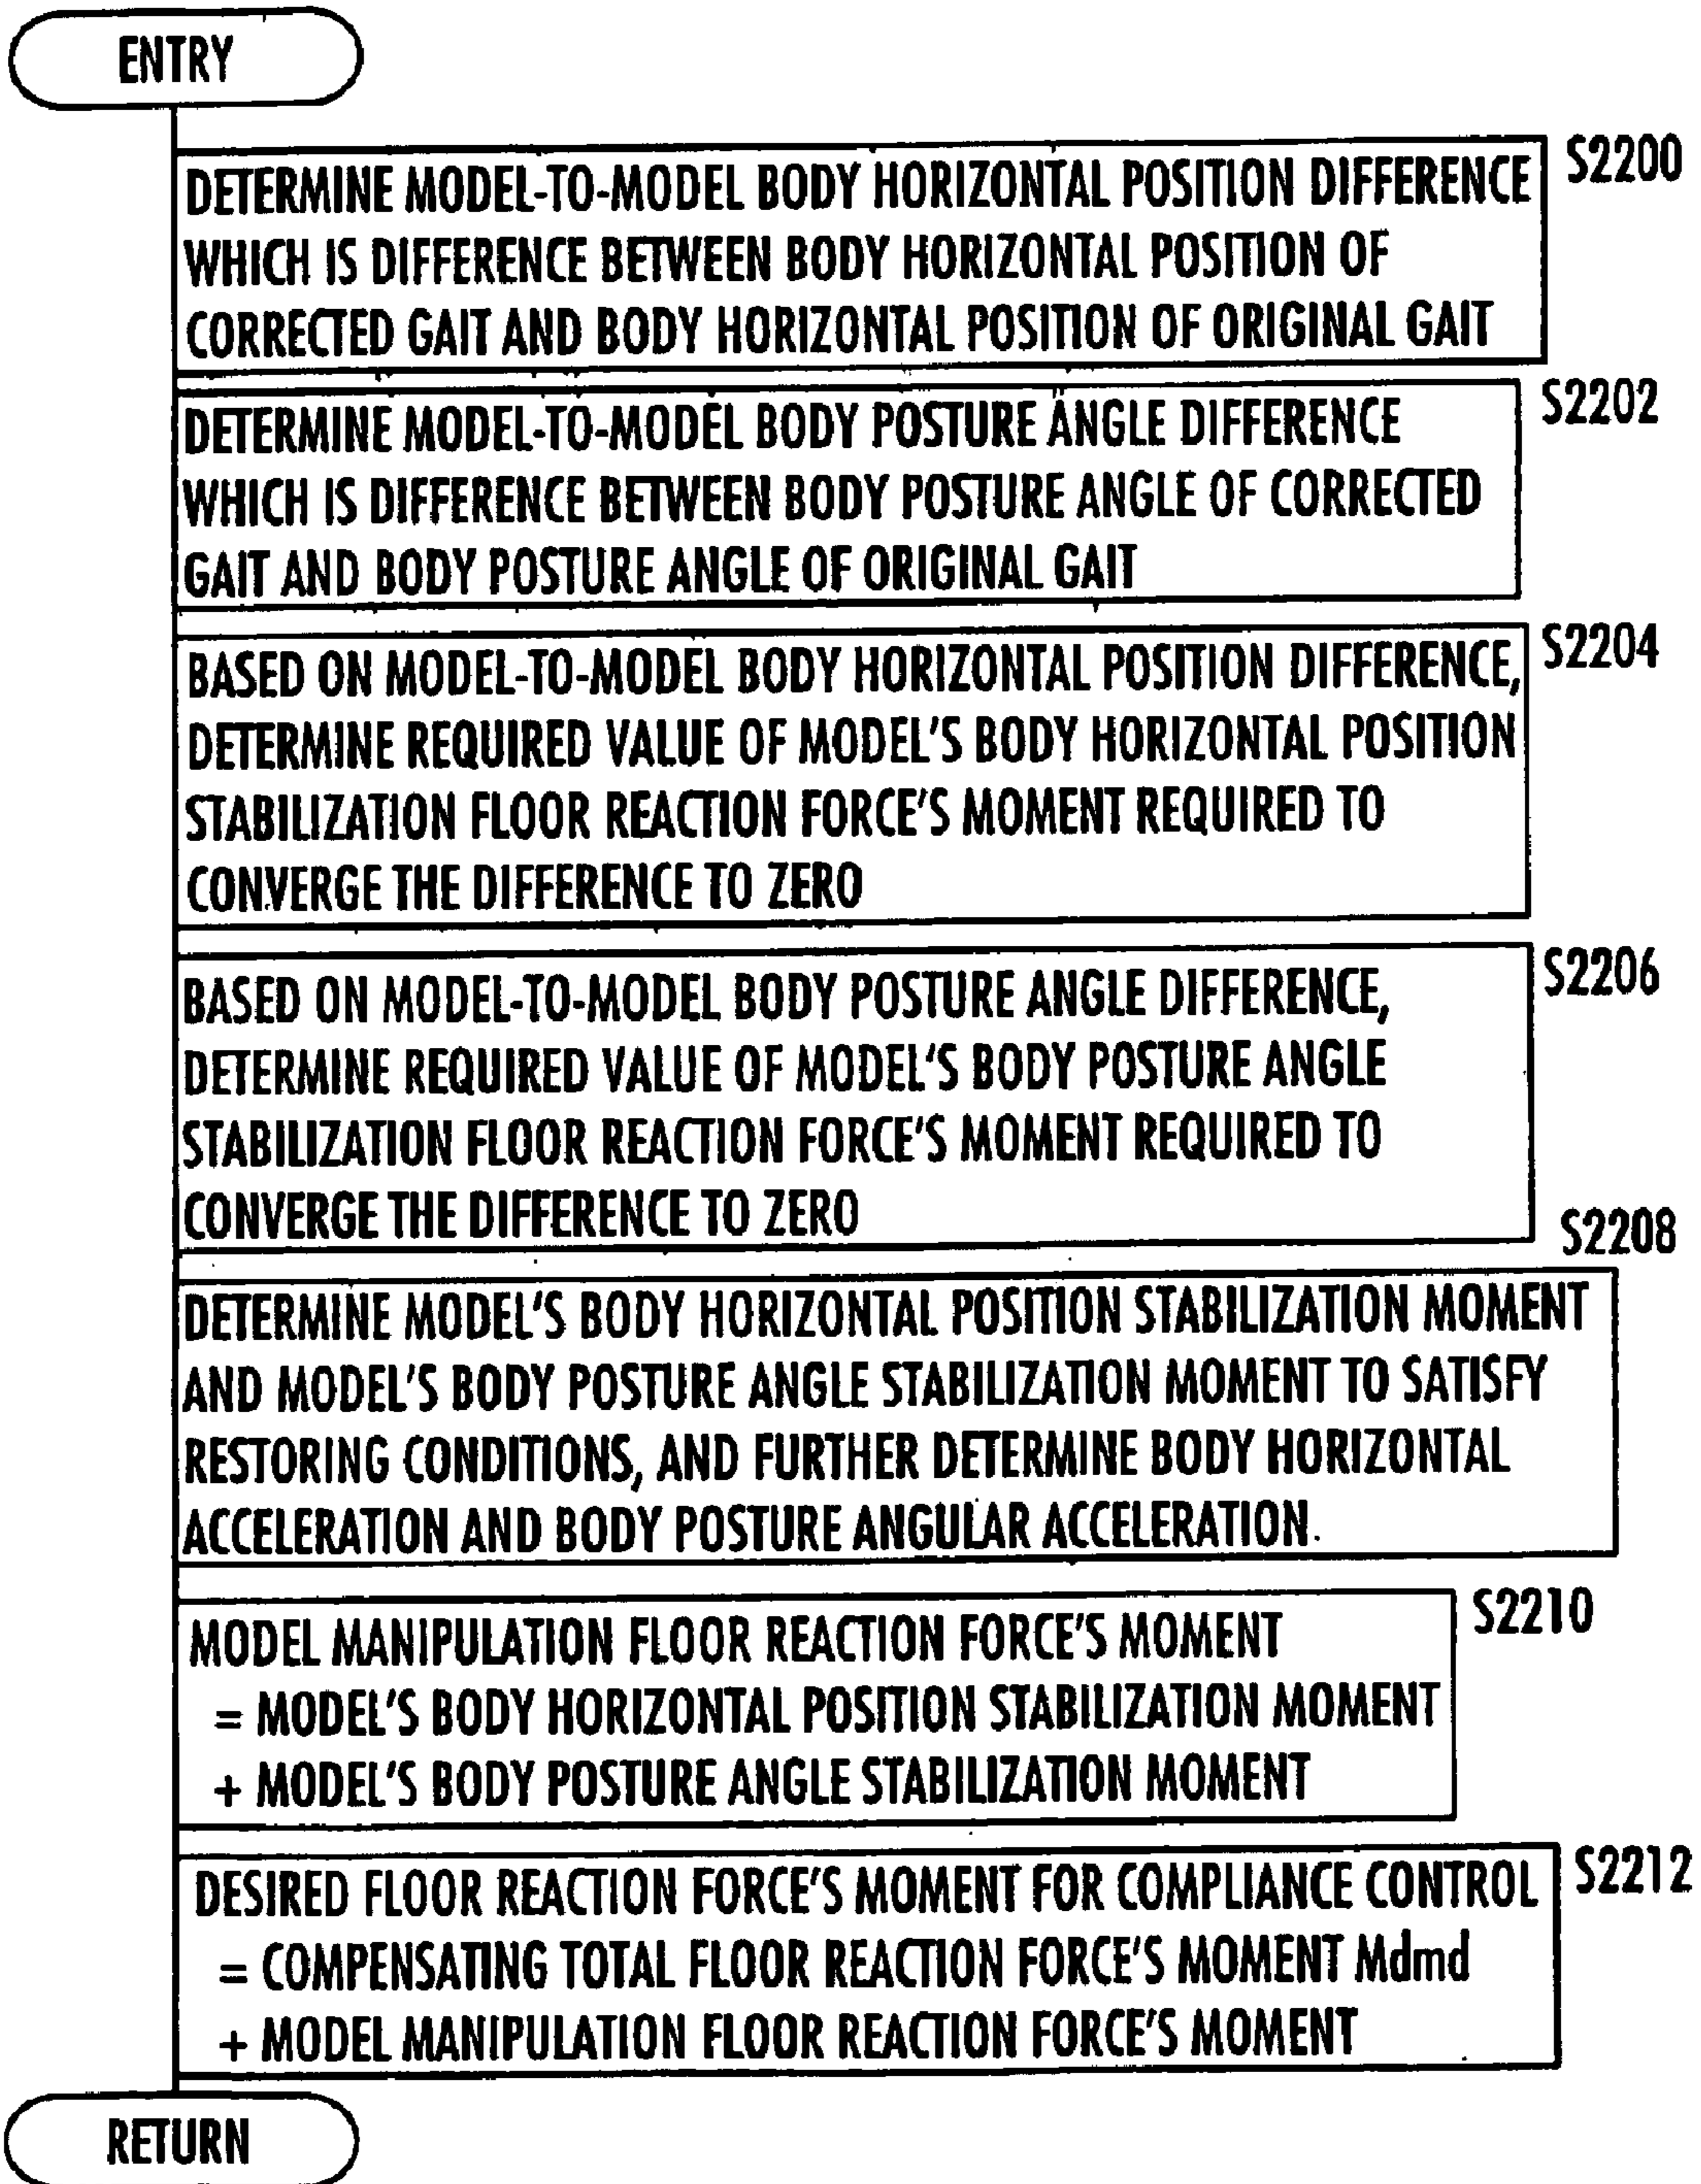 ENTRY
DETERMINE MODEL-TO-MODEL BODY HORIZONTAL POSITION DIFFERENCE
WHICH IS DIFFERENCE BETWEEN BODY HORIZONTAL POSITION OF
CORRECTED GAIT AND BODY HORIZONTAL POSITION OF ORIGINAL GAIT
S2200
DETERMINE MODEL-TO-MODEL BODY POSTURE ANGLE DIFFERENCE
WHICH IS DIFFERENCE BETWEEN BODY POSTURE ANGLE OF CORRECTED
GAIT AND BODY POSTURE ANGLE OF ORIGINAL GAIT
S2202
BASED ON MODEL-TO-MODEL BODY HORIZONTAL POSITION DIFFERENCE,
DETERMINE REQUIRED VALUE OF MODEL'S BODY HORIZONTAL POSITION
STABILIZATION FLOOR REACTION FORCE'S MOMENT REQUIRED TO
CONVERGE THE DIFFERENCE TO ZERO
S2204
BASED ON MODEL-TO-MODEL BODY POSTURE ANGLE DIFFERENCE,
DETERMINE REQUIRED VALUE OF MODEL'S BODY POSTURE ANGLE
STABILIZATION FLOOR REACTION FORCE'S MOMENT REQUIRED TO
CONVERGE THE DIFFERENCE TO ZERO
S2206
S2208
DETERMINE MODEL'S BODY HORIZONTAL POSITION STABILIZATION MOMENT
AND MODEL'S BODY POSTURE ANGLE STABILIZATION MOMENT TO SATISFY
RESTORING CONDITIONS, AND FURTHER DETERMINE BODY HORIZONTAL
ACCELERATION AND BODY POSTURE ANGULAR ACCELERATION.
MODEL MANIPULATION FLOOR REACTION FORCE'S MOMENT
= MODEL'S BODY HORIZONTAL POSITION STABILIZATION MOMENT
+ MODEL'S BODY POSTURE ANGLE STABILIZATION MOMENT
S2210
DESIRED FLOOR REACTION FORCE'S MOMENT FOR COMPLIANCE CONTROL
= COMPENSATING TOTAL FLOOR REACTION FORCE'S MOMENT Mdmd
+ MODEL MANIPULATION FLOOR REACTION FORCE'S MOMENT
S2212
RETURN